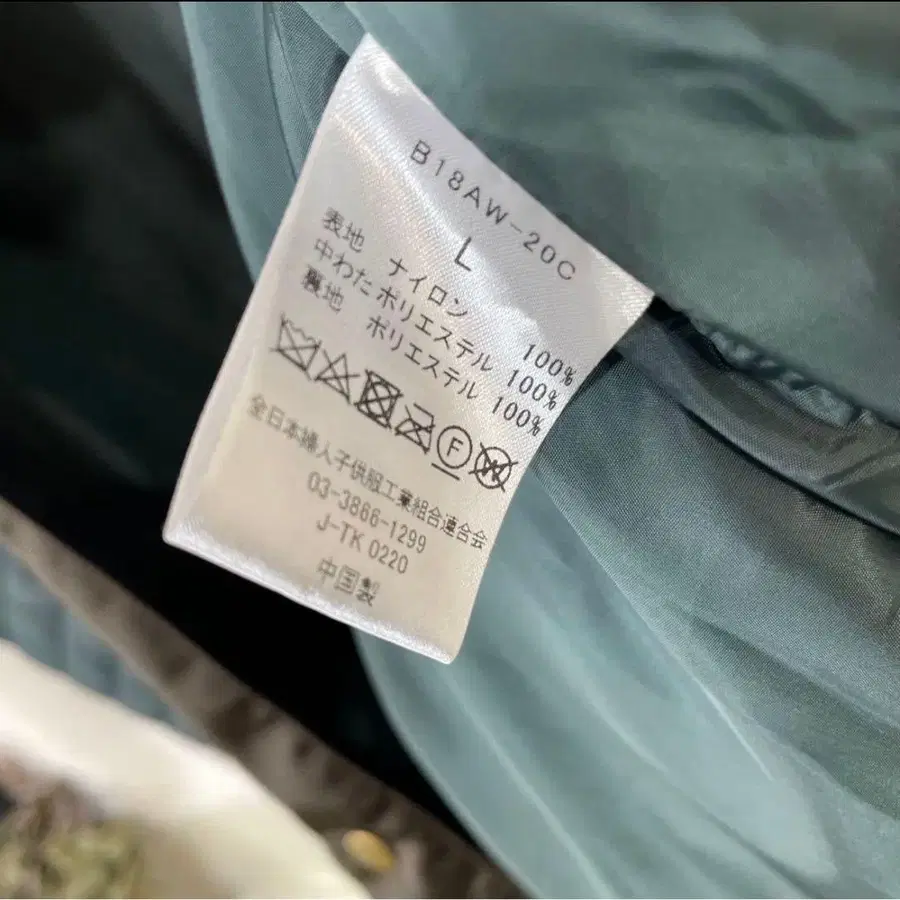 B18AW-20C
L
表地 ナイロン 100%
中わた ポリエステル 100%
裏地 ポリエステル 100%
F
W
全日本婦人子供服工業組合連合会
03-3866-1299
J-TK 0220
中国製